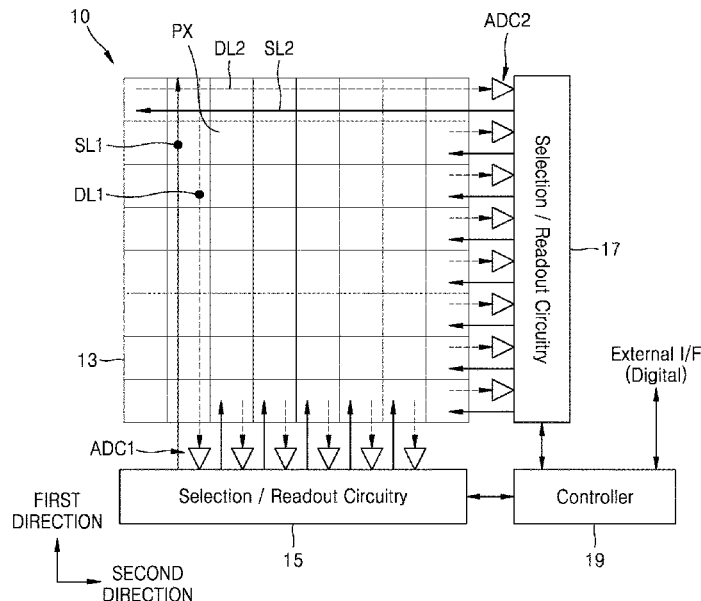 10
PX
DL2
SL2
ADC2
SL1
DL1
Selection / Readout Circuitry
17
13
External I/F
(Digital)
ADC1
Selection / Readout Circuitry
Controller
FIRST
DIRECTION
15
19
SECOND
DIRECTION